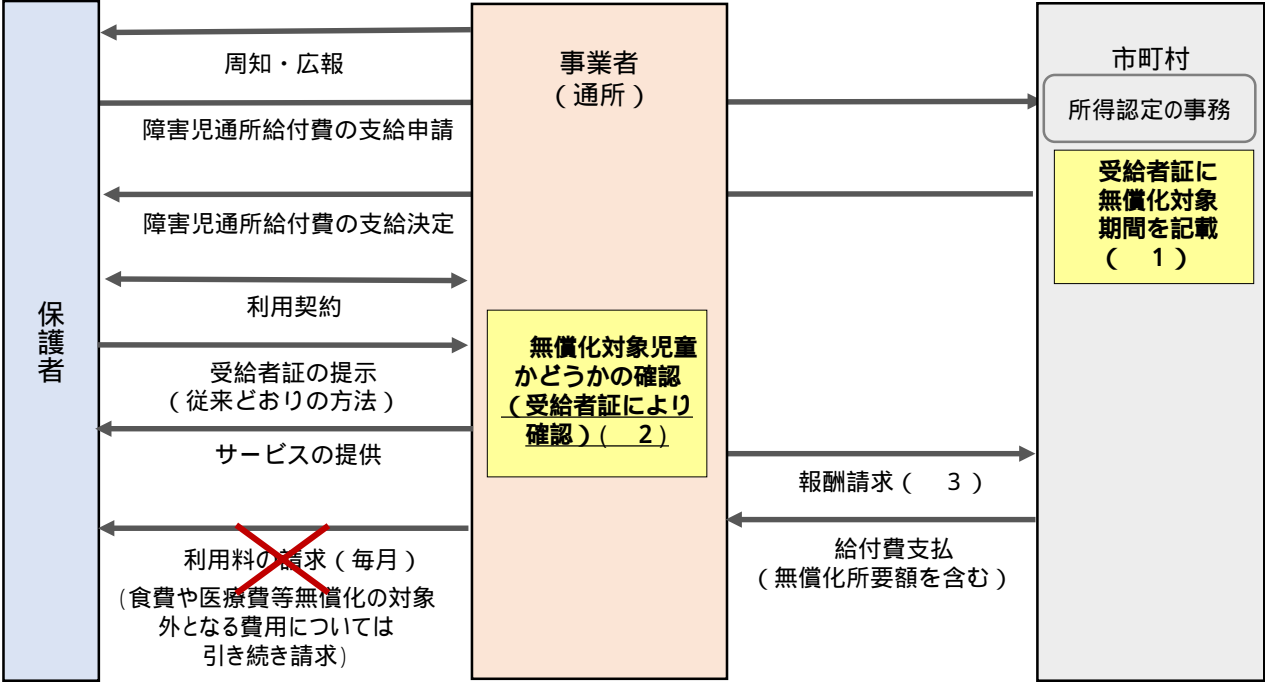 保護者
周知・広報
障害児通所給付費の支給申請
障害児通所給付費の支給決定
利用契約
受給者証の提示
（従来どおりの方法）
サービスの提供
利用料の請求（毎月）
(食費や医療費等無償化の対象
外となる費用については
引き続き請求)
事業者
（通所）
無償化対象児童
かどうかの確認
（受給者証により
確認）(　2)
報酬請求（　3）
給付費支払
（無償化所要額を含む）
市町村
所得認定の事務
受給者証に
無償化対象
期間を記載
（　1）